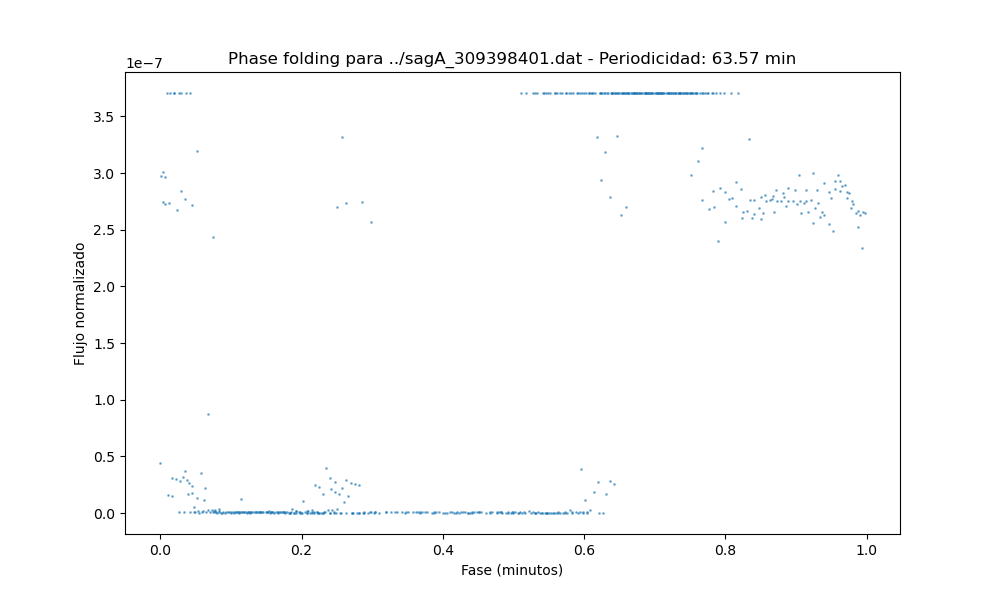 Phase folding para ../sagA_309398401.dat - Periodicidad: 63.57 min
1e−7
3.5
3.0
2.5
2.0
1.5
1.0
0.5
0.0
Flujo normalizado
0.0 0.2 0.4 0.6 0.8 1.0
Fase (minutos)